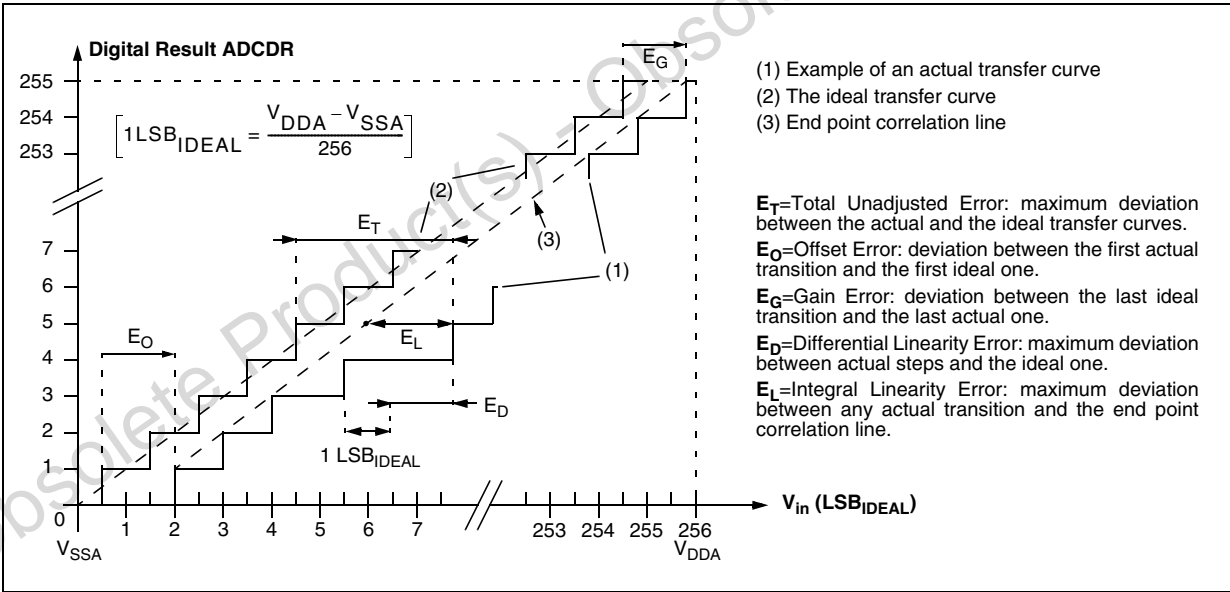 Digital Result ADCDR
255
254
253
[1LSB_IDEAL = (V_DDA – V_SSA) / 256]
7
6
5
4
3
2
1
0
E_G
(2)
E_T
(3)
(1)
E_O
E_L
E_D
1 LSB_IDEAL
1 2 3 4 5 6 7 253 254 255 256
V_in (LSB_IDEAL)
V_SSA
V_DDA
(1) Example of an actual transfer curve
(2) The ideal transfer curve
(3) End point correlation line
E_T=Total Unadjusted Error: maximum deviation
between the actual and the ideal transfer curves.
E_O=Offset Error: deviation between the first actual
transition and the first ideal one.
E_G=Gain Error: deviation between the last ideal
transition and the last actual one.
E_D=Differential Linearity Error: maximum deviation
between actual steps and the ideal one.
E_L=Integral Linearity Error: maximum deviation
between any actual transition and the end point
correlation line.
Obsolete Product(s) - Obsol